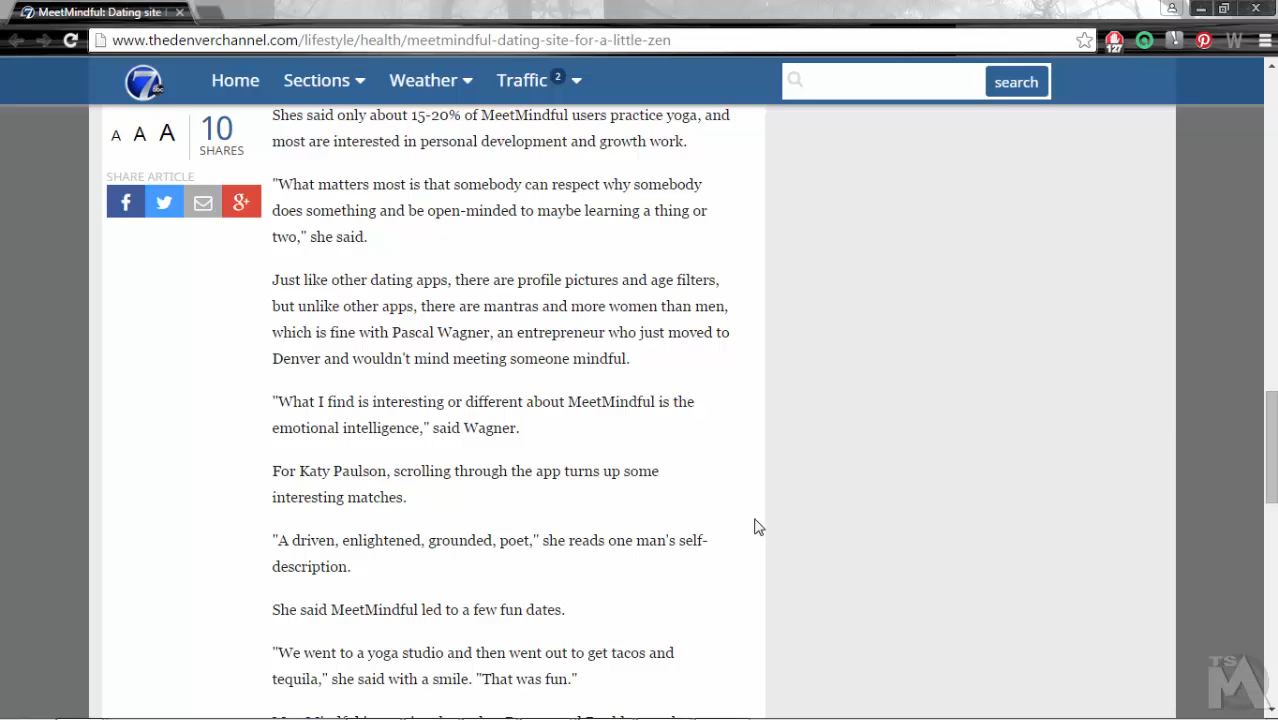 MeetMindful: Dating site
www.thedenverchannel.com/lifestyle/health/meetmindful-dating-site-for-a-little-zen
127
W
7
abc
Home
Sections
Weather
Traffic 2
search
A A A
10
SHARES
SHARE ARTICLE
f
g+
Shes said only about 15-20% of MeetMindful users practice yoga, and
most are interested in personal development and growth work.
"What matters most is that somebody can respect why somebody
does something and be open-minded to maybe learning a thing or
two," she said.
Just like other dating apps, there are profile pictures and age filters,
but unlike other apps, there are mantras and more women than men,
which is fine with Pascal Wagner, an entrepreneur who just moved to
Denver and wouldn't mind meeting someone mindful.
"What I find is interesting or different about MeetMindful is the
emotional intelligence," said Wagner.
For Katy Paulson, scrolling through the app turns up some
interesting matches.
"A driven, enlightened, grounded, poet," she reads one man's self-
description.
She said MeetMindful led to a few fun dates.
"We went to a yoga studio and then went out to get tacos and
tequila," she said with a smile. "That was fun."
TS
M